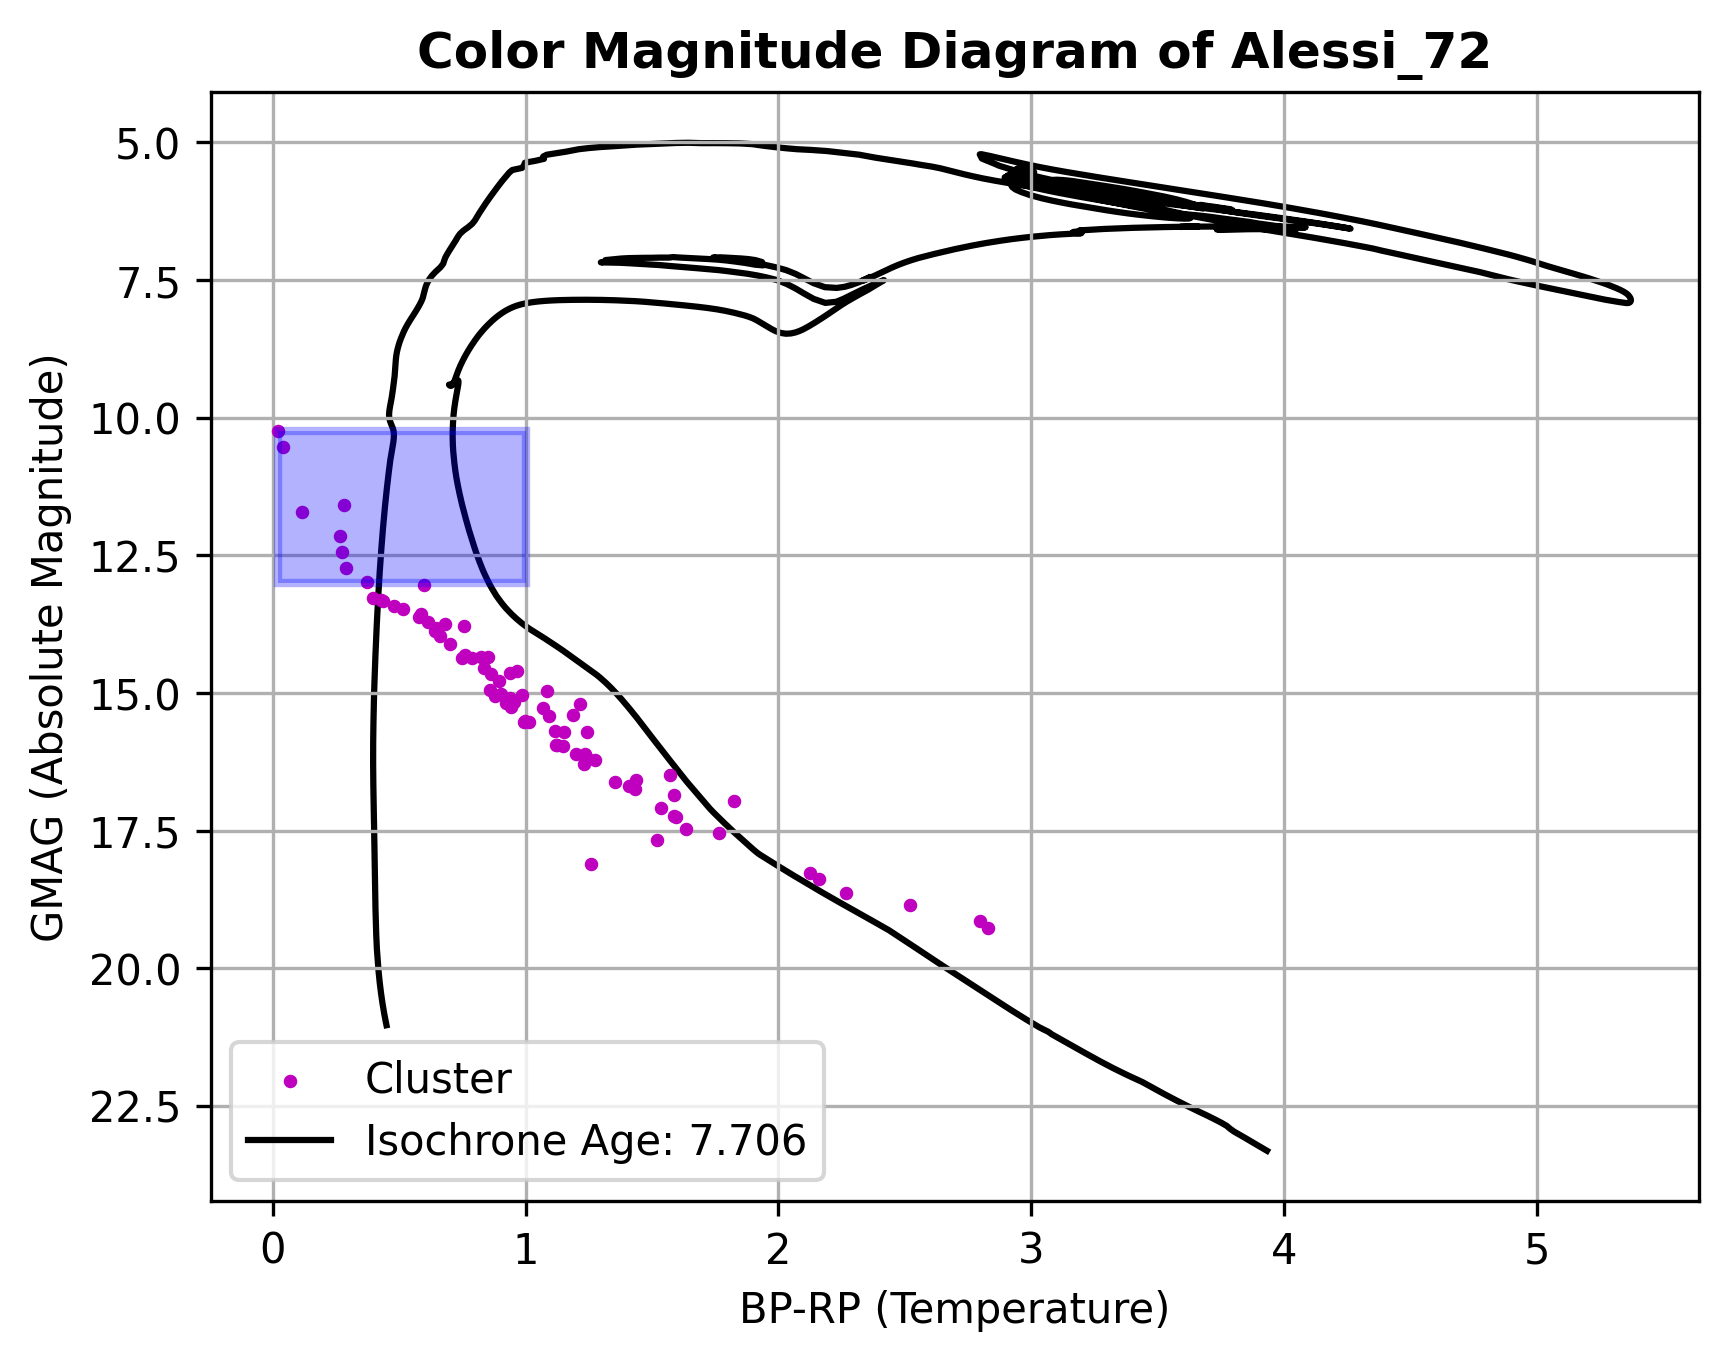 Color Magnitude Diagram of Alessi_72
GMAG (Absolute Magnitude)
5.0
7.5
10.0
12.5
15.0
17.5
20.0
22.5
Cluster
Isochrone Age: 7.706
0 1 2 3 4 5
BP-RP (Temperature)